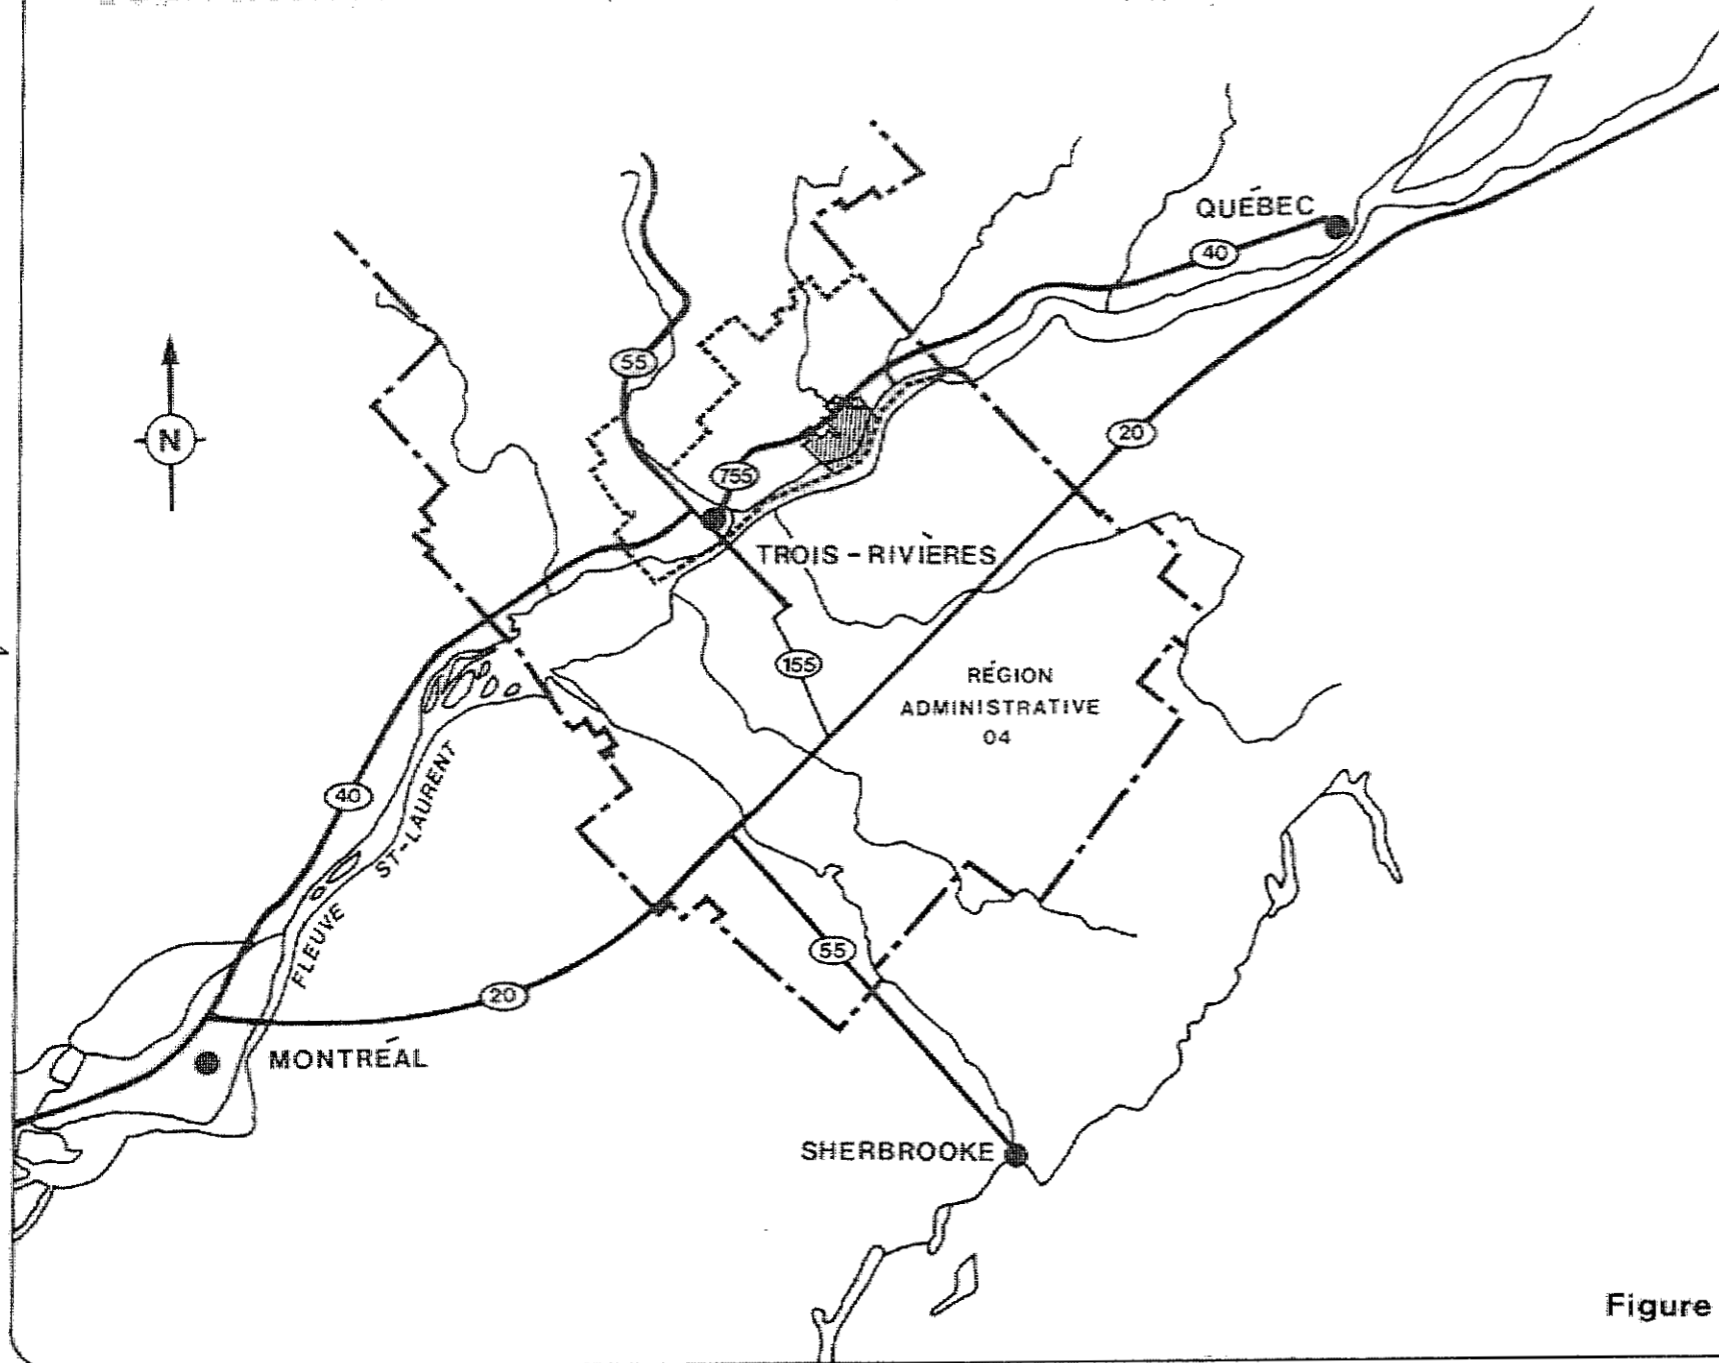 QUÉBEC
40
55
20
N
755
TROIS-RIVIÈRES
155
RÉGION
ADMINISTRATIVE
04
40
FLEUVE ST-LAURENT
55
20
MONTRÉAL
SHERBROOKE
Figure